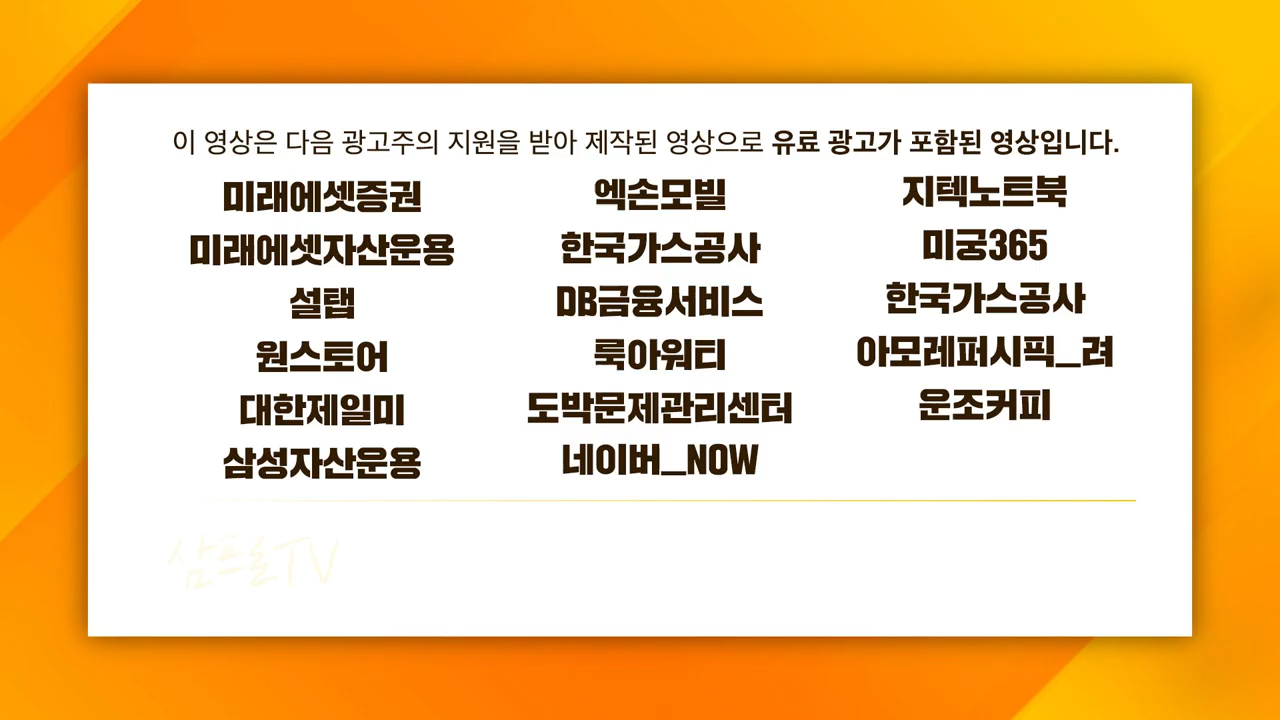 이 영상은 다음 광고주의 지원을 받아 제작된 영상으로 유료 광고가 포함된 영상입니다.
미래에셋증권
미래에셋자산운용
설탭
원스토어
대한제일미
삼성자산운용
엑손모빌
한국가스공사
DB금융서비스
룩아워티
도박문제관리센터
네이버_NOW
지텍노트북
미궁365
한국가스공사
아모레퍼시픽_려
운조커피
삼프로TV